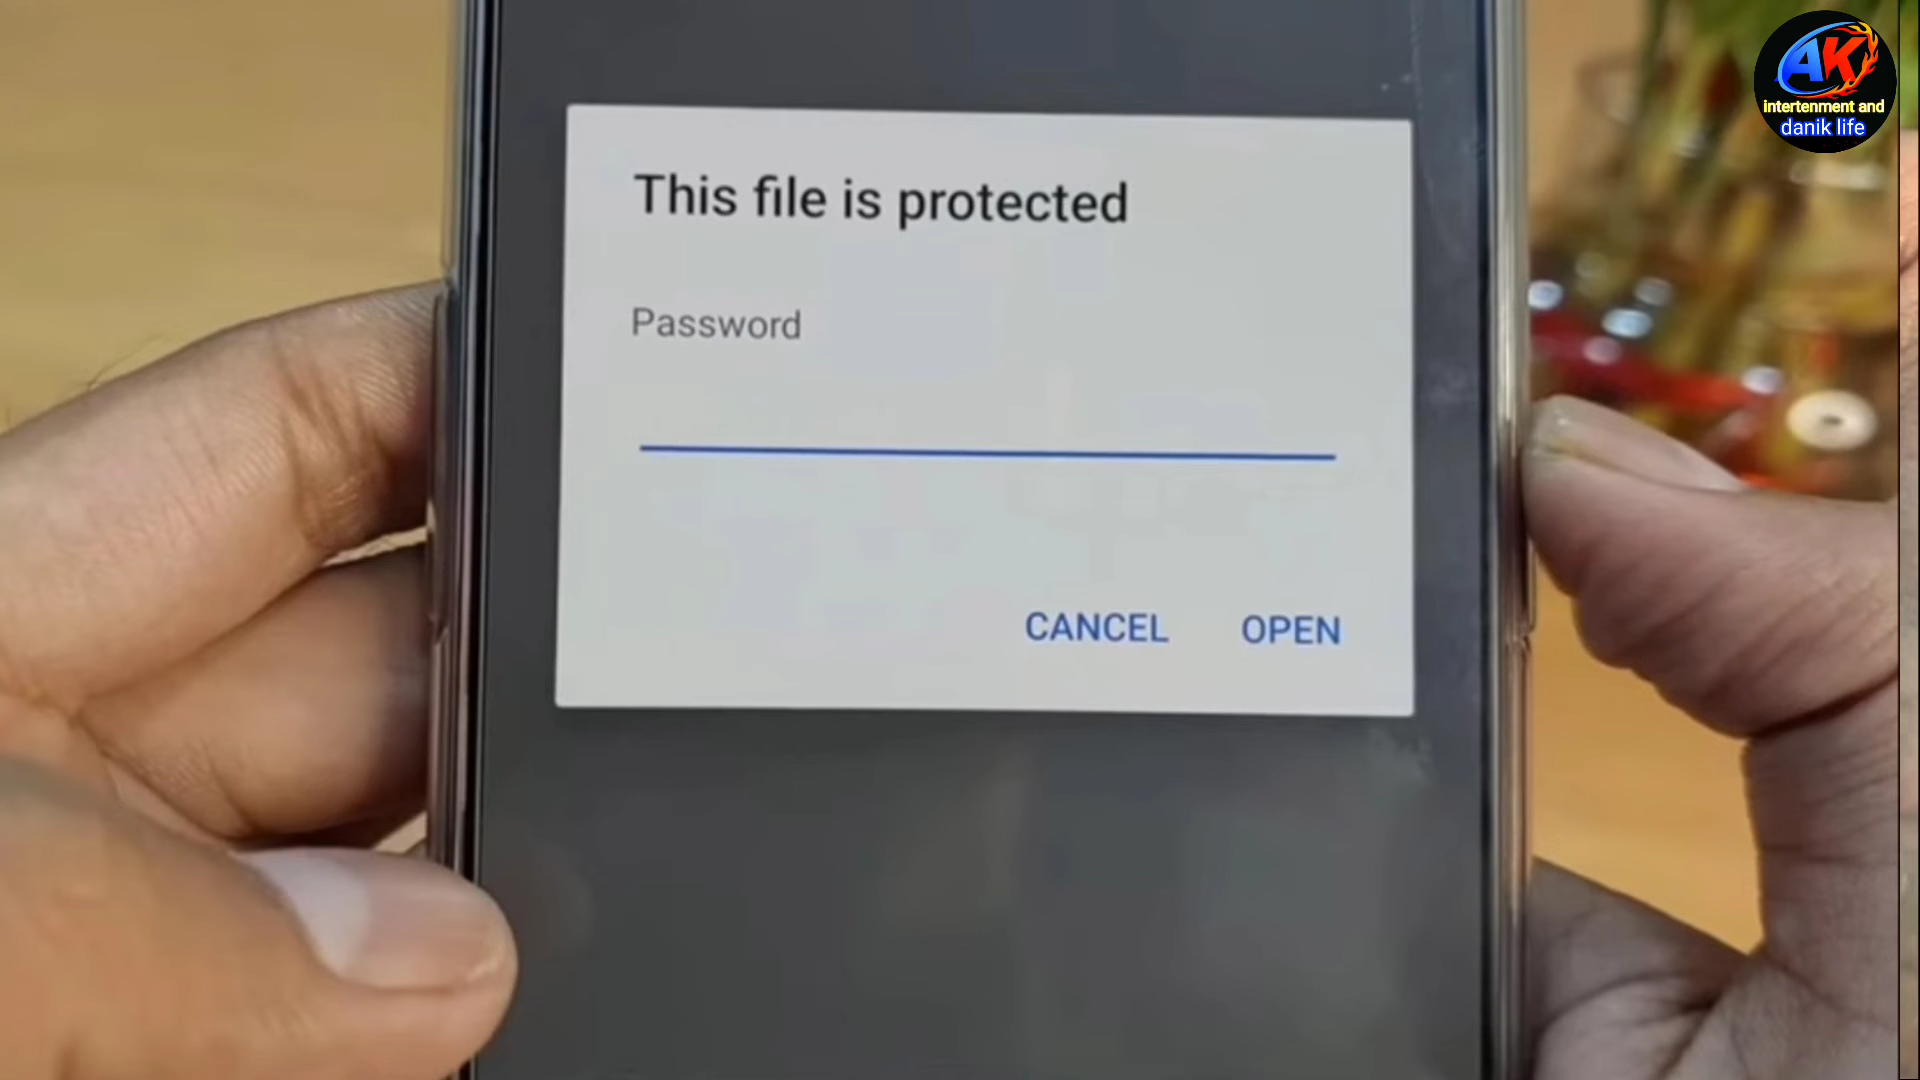 AK
intertenment and
danik life
This file is protected
Password
CANCEL OPEN